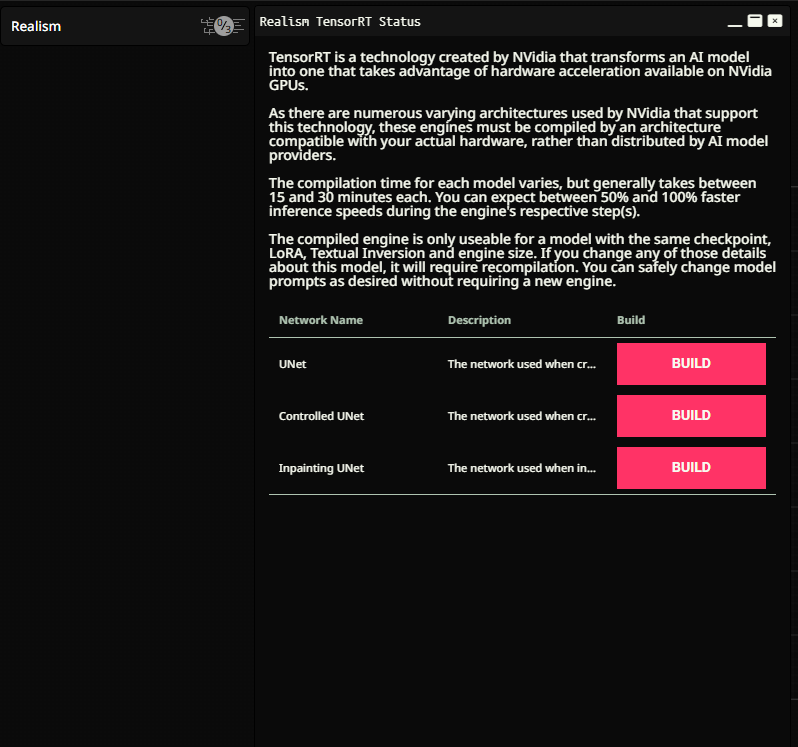 Realism
0/3
Realism TensorRT Status
TensorRT is a technology created by NVidia that transforms an AI model
into one that takes advantage of hardware acceleration available on NVidia
GPUs.
As there are numerous varying architectures used by NVidia that support
this technology, these engines must be compiled by an architecture
compatible with your actual hardware, rather than distributed by AI model
providers.
The compilation time for each model varies, but generally takes between
15 and 30 minutes each. You can expect between 50% and 100% faster
inference speeds during the engine's respective step(s).
The compiled engine is only useable for a model with the same checkpoint,
LoRA, Textual Inversion and engine size. If you change any of those details
about this model, it will require recompilation. You can safely change model
prompts as desired without requiring a new engine.
Network Name Description Build
UNet The network used when cr... BUILD
Controlled UNet The network used when cr... BUILD
Inpainting UNet The network used when in... BUILD